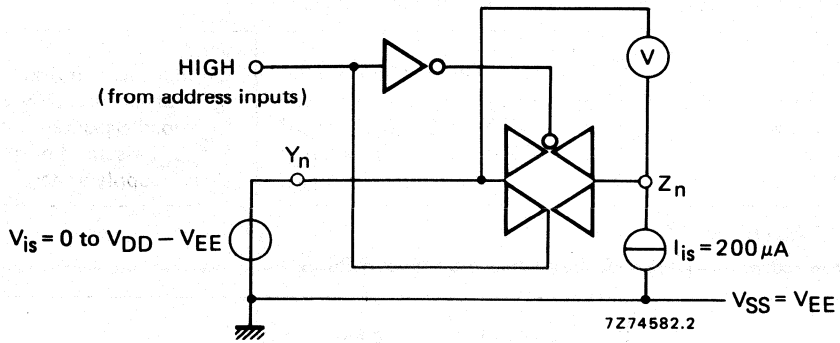 HIGH
(from address inputs)
V
Yn
Zn
Vis = 0 to VDD – VEE
Iis = 200 μA
VSS = VEE
7Z74582.2